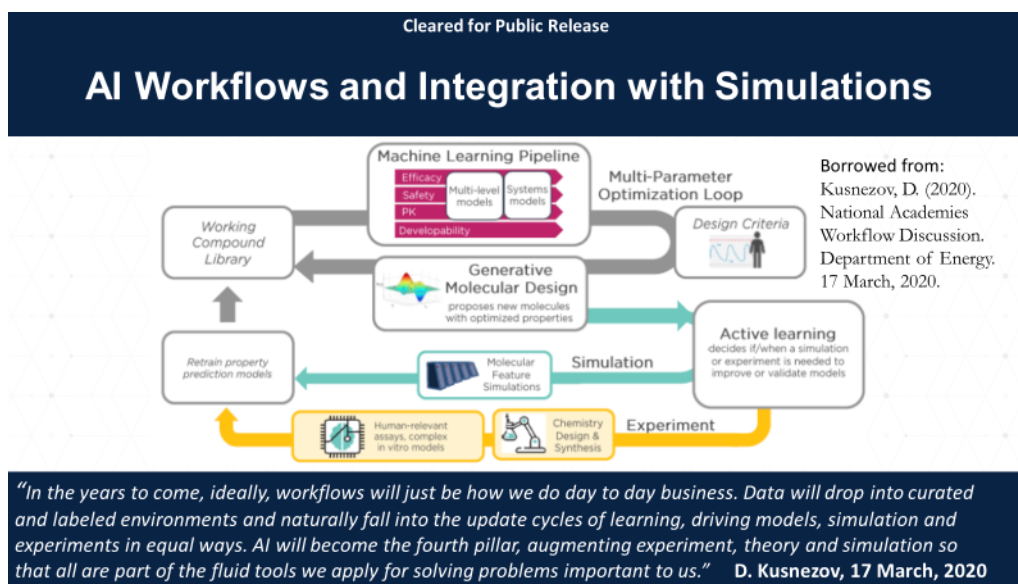 Cleared for Public Release
AI Workflows and Integration with Simulations
Machine Learning Pipeline
Efficacy
Safety
PK
Developability
Multi-level
models
Systems
models
Multi-Parameter
Optimization Loop
Working
Compound
Library
Design Criteria
Borrowed from:
Kusnezov, D. (2020).
National Academies
Workflow Discussion.
Department of Energy.
17 March, 2020.
Generative
Molecular Design
proposes new molecules
with optimized properties
Active learning
decides if/when a simulation
or experiment is needed to
improve or validate models
Retrain property
prediction models
Molecular
Feature
Simulations
Simulation
Human-relevant
assays, complex
in vitro models
Chemistry
Design &
Synthesis
Experiment
“In the years to come, ideally, workflows will just be how we do day to day business. Data will drop into curated
and labeled environments and naturally fall into the update cycles of learning, driving models, simulation and
experiments in equal ways. AI will become the fourth pillar, augmenting experiment, theory and simulation so
that all are part of the fluid tools we apply for solving problems important to us.” D. Kusnezov, 17 March, 2020